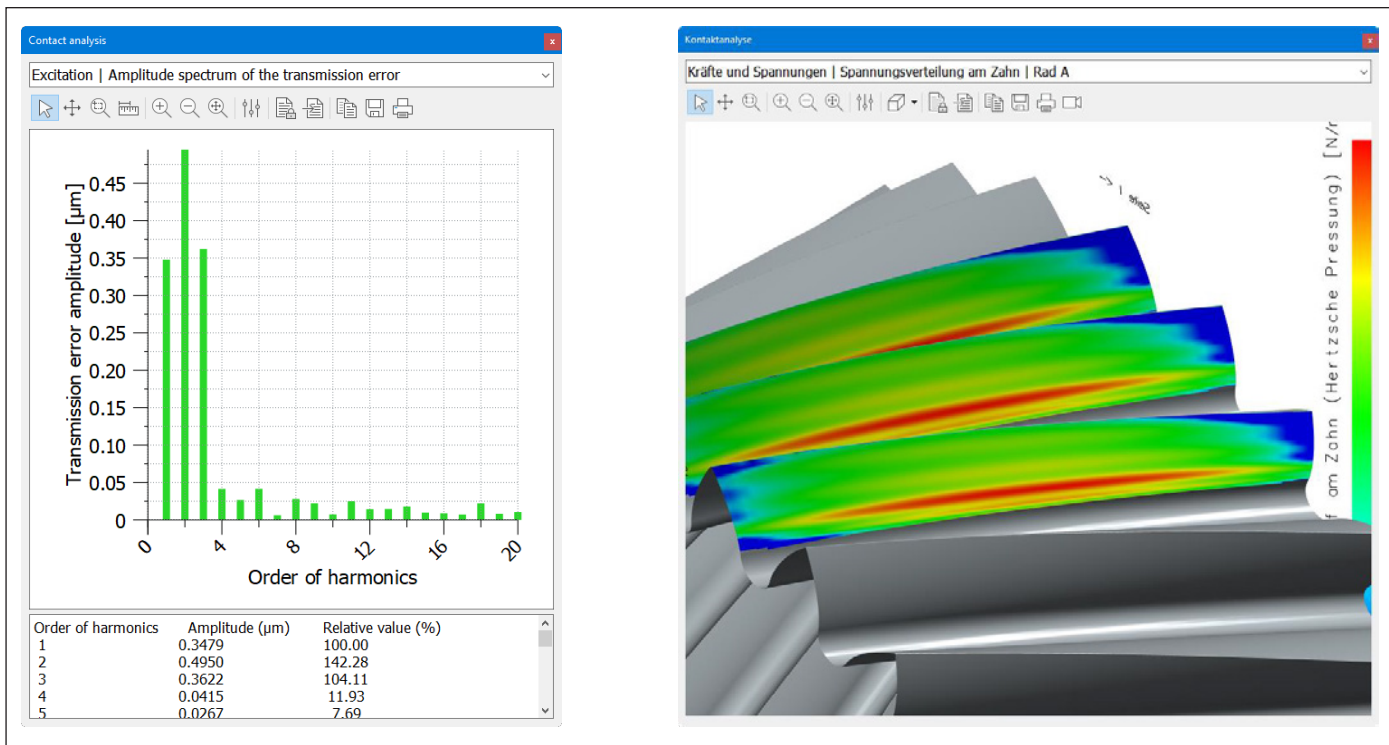 Contact analysis
Excitation | Amplitude spectrum of the transmission error
Transmission error amplitude [µm]
0.45
0.40
0.35
0.30
0.25
0.20
0.15
0.10
0.05
0
0 4 8 12 16 20
Order of harmonics
Order of harmonics Amplitude (µm) Relative value (%)
1 0.3479 100.00
2 0.4950 142.28
3 0.3622 104.11
4 0.0415 11.93
5 0.0267 7.69
Kontaktanalyse
Kräfte und Spannungen | Spannungsverteilung am Zahn | Rad A
f am Zahn (Hertzsche Pressung) [N/